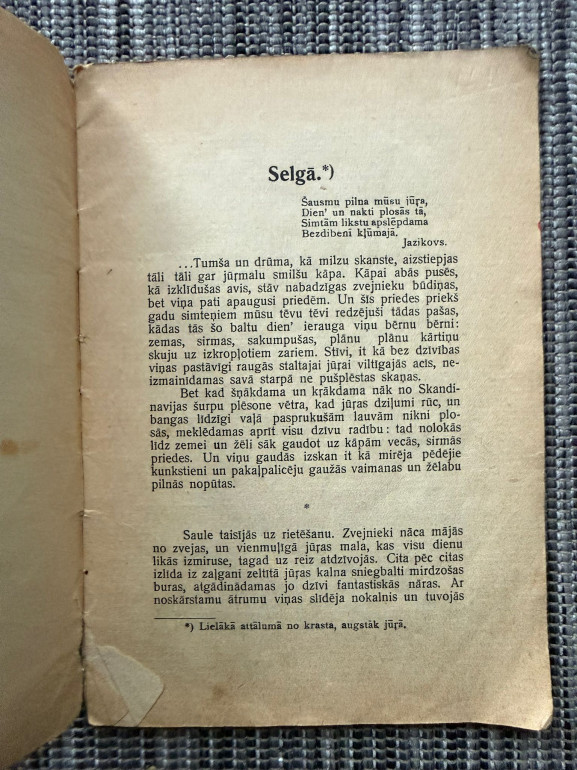 Selgā.*)
Šausmu pilna mūsu jūŗa,
Dien' un nakti plosās tā,
Simtām likstu apslēpdama
Bezdibenī kļūmajā.
Jazikovs.
...Tumša un drūma, kā milzu skanste, aizstiepjas
tāli tāli gar jūŗmalu smilšu kāpa. Kāpai abās pusēs,
kā izklīdušas avis, stāv nabadzīgas zvejnieku būdiņas,
bet viņa pati apaugusi priedēm. Un šīs priedes priekš
gadu simteņiem mūsu tēvu tēvi redzējuši tādas pašas,
kādas tās šo baltu dien' ierauga viņu bērnu bērni:
zemas, sirmas, sakumpušas, plānu plānu kārtiņu
skuju uz izkropļotiem zariem. Stīvi, it kā bez dzīvības
viņas pastāvīgi raugās staltajai jūŗai viltīgajās acīs, ne-
izmainīdamas savā starpā ne pušplēstas skaņas.
Bet kad šņākdama un krākdama nāk no Skandi-
navijas šurpu plēsone vētra, kad jūŗas dziļumi rūc, un
bangas līdzīgi vaļā pasprukušām lauvām nikni plo-
sās, meklēdamas aprīt visu dzīvu radību: tad nolokās
līdz zemei un žēli sāk gaudot uz kāpām vecās, sirmās
priedes. Un viņu gaudās izskan it kā mirēja pēdējie
kunkstieni un pakaļpalicēju gaužās vaimanas un žēlabu
pilnās nopūtas.
*
Saule taisījās uz rietēšanu. Zvejnieki nāca mājās
no zvejas, un vienmuļīgā jūŗas mala, kas visu dienu
likās izmiruse, tagad uz reiz atdzīvojās. Cita pēc citas
izlīda iz zaļgani zeltītā jūŗas kalna sniegbalti mirdzošas
buras, atgādinādamas jo dzīvi fantastiskās nāras. Ar
noskārstamu ātrumu viņas slīdēja nokalnis un tuvojās
*) Lielākā attālumā no krasta, augstāk jūŗā.